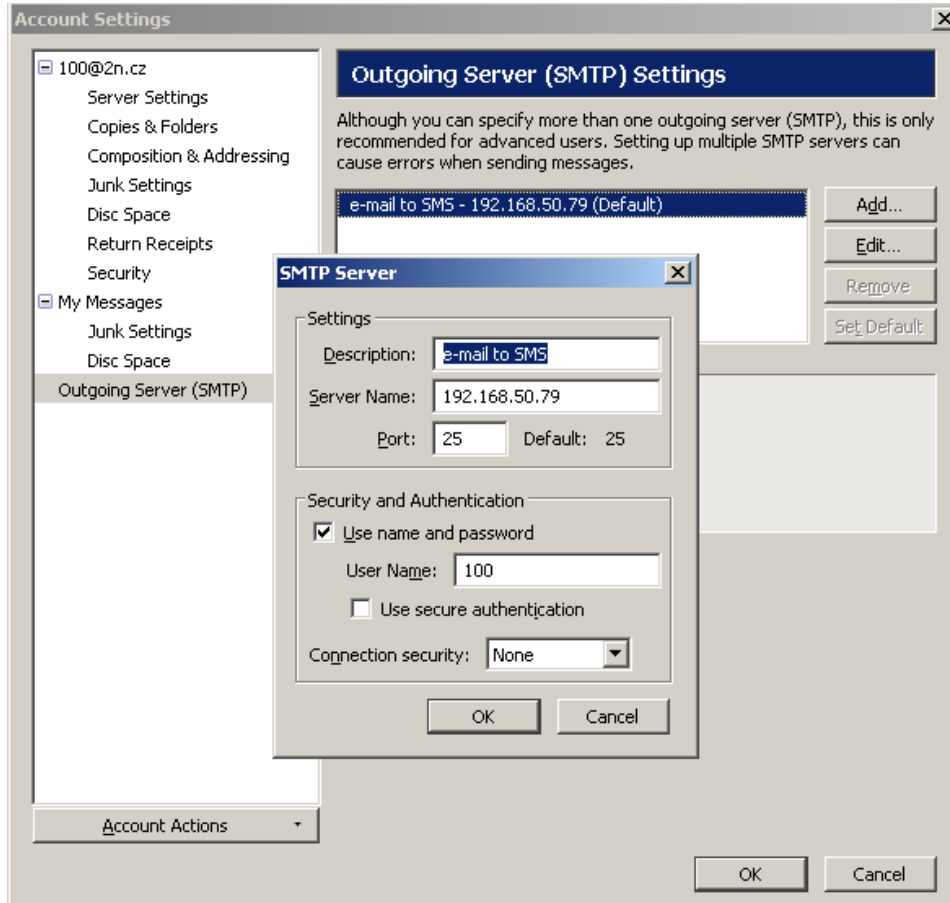 Account Settings
100@2n.cz
Server Settings
Copies & Folders
Composition & Addressing
Junk Settings
Disc Space
Return Receipts
Security
My Messages
Junk Settings
Disc Space
Outgoing Server (SMTP)
Account Actions
Outgoing Server (SMTP) Settings
Although you can specify more than one outgoing server (SMTP), this is only
recommended for advanced users. Setting up multiple SMTP servers can
cause errors when sending messages.
e-mail to SMS - 192.168.50.79 (Default)
Add...
Edit...
Remove
Set Default
SMTP Server
Settings
Description: e-mail to SMS
Server Name: 192.168.50.79
Port: 25 Default: 25
Security and Authentication
Use name and password
User Name: 100
Use secure authentication
Connection security: None
OK Cancel
OK Cancel